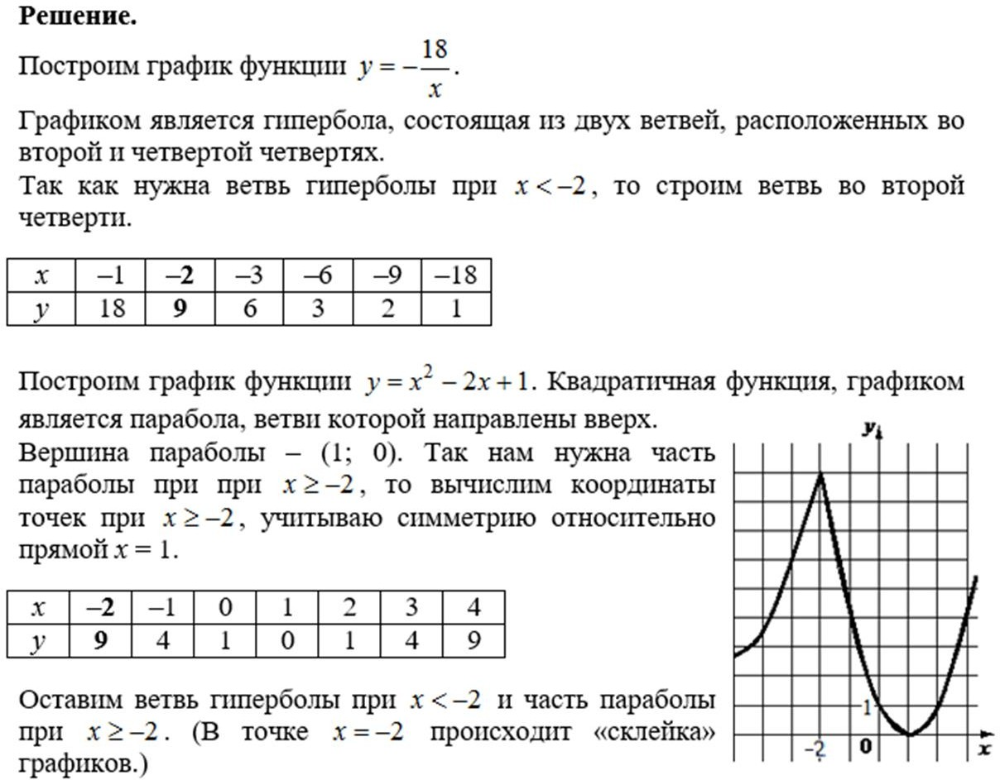 Решение.
Построим график функции y = −18/x.
Графиком является гипербола, состоящая из двух ветвей, расположенных во
второй и четвертой четвертях.
Так как нужна ветвь гиперболы при x < −2, то строим ветвь во второй
четверти.
x –1 –2 –3 –6 –9 –18
y 18 9 6 3 2 1
Построим график функции y = x² − 2x + 1. Квадратичная функция, графиком
является парабола, ветви которой направлены вверх.
Вершина параболы – (1; 0). Так нам нужна часть
параболы при при x ≥ −2, то вычислим координаты
точек при x ≥ −2, учитываю симметрию относительно
прямой x = 1.
x –2 –1 0 1 2 3 4
y 9 4 1 0 1 4 9
Оставим ветвь гиперболы при x < −2 и часть параболы
при x ≥ −2. (В точке x = −2 происходит «склейка»
графиков.)
y
1
−2 0 x